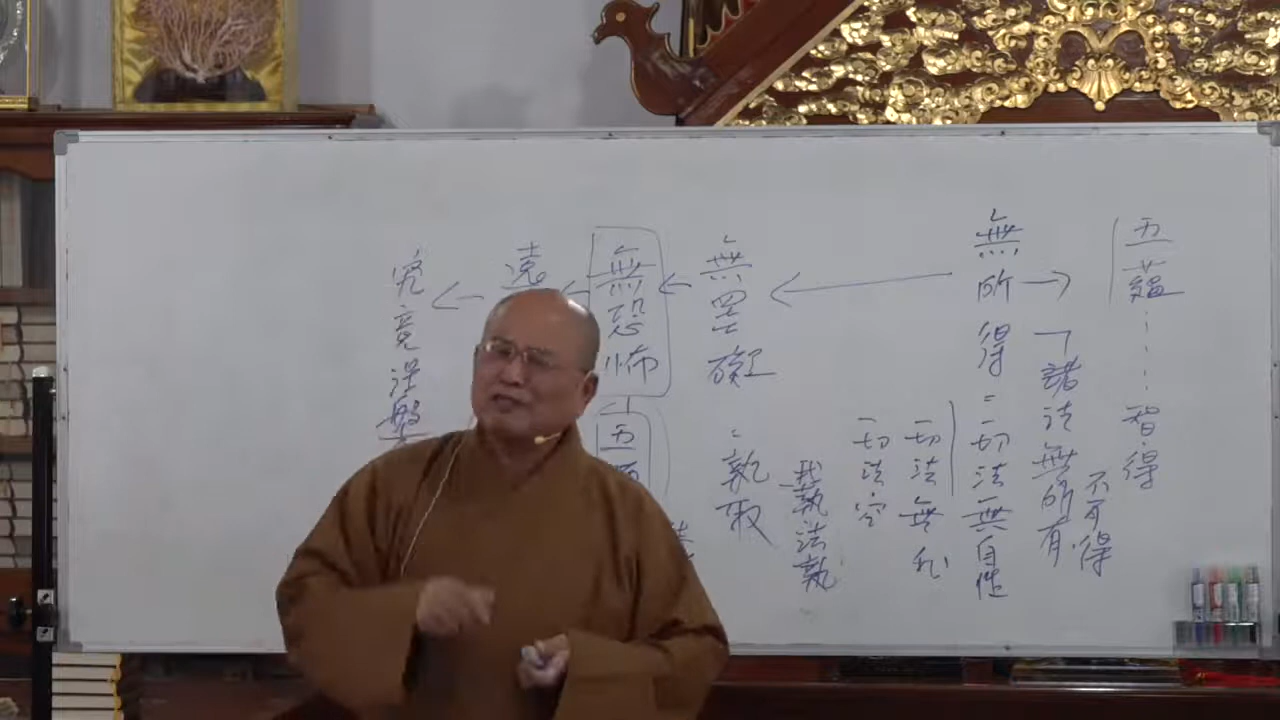 五蘊……智.得
不可得
「諸法無所有
無所得=一切法無自性
一切法無我
一切法空
我執法執
無罣礙
執取
無恐怖
五
遠
究竟涅槃